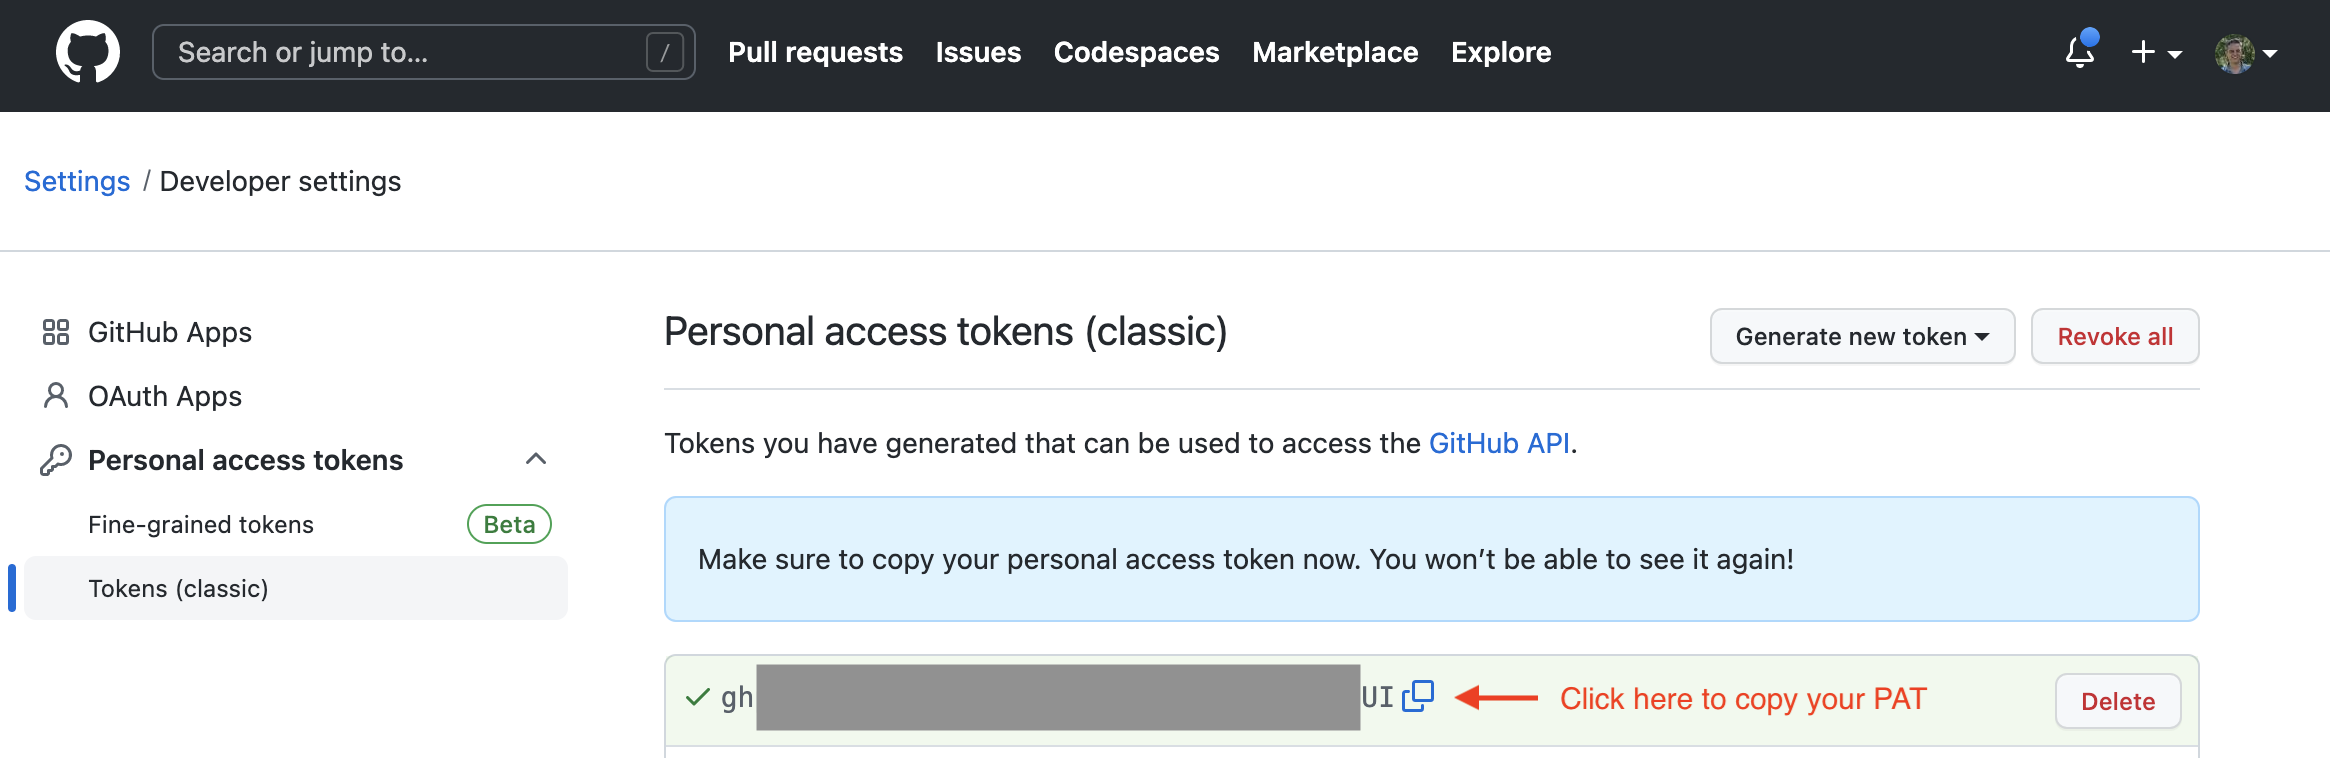 Search or jump to... / Pull requests Issues Codespaces Marketplace Explore
Settings / Developer settings
GitHub Apps
OAuth Apps
Personal access tokens
Fine-grained tokens Beta
Tokens (classic)
Personal access tokens (classic) Generate new token Revoke all
Tokens you have generated that can be used to access the GitHub API.
Make sure to copy your personal access token now. You won’t be able to see it again!
gh UI Click here to copy your PAT Delete